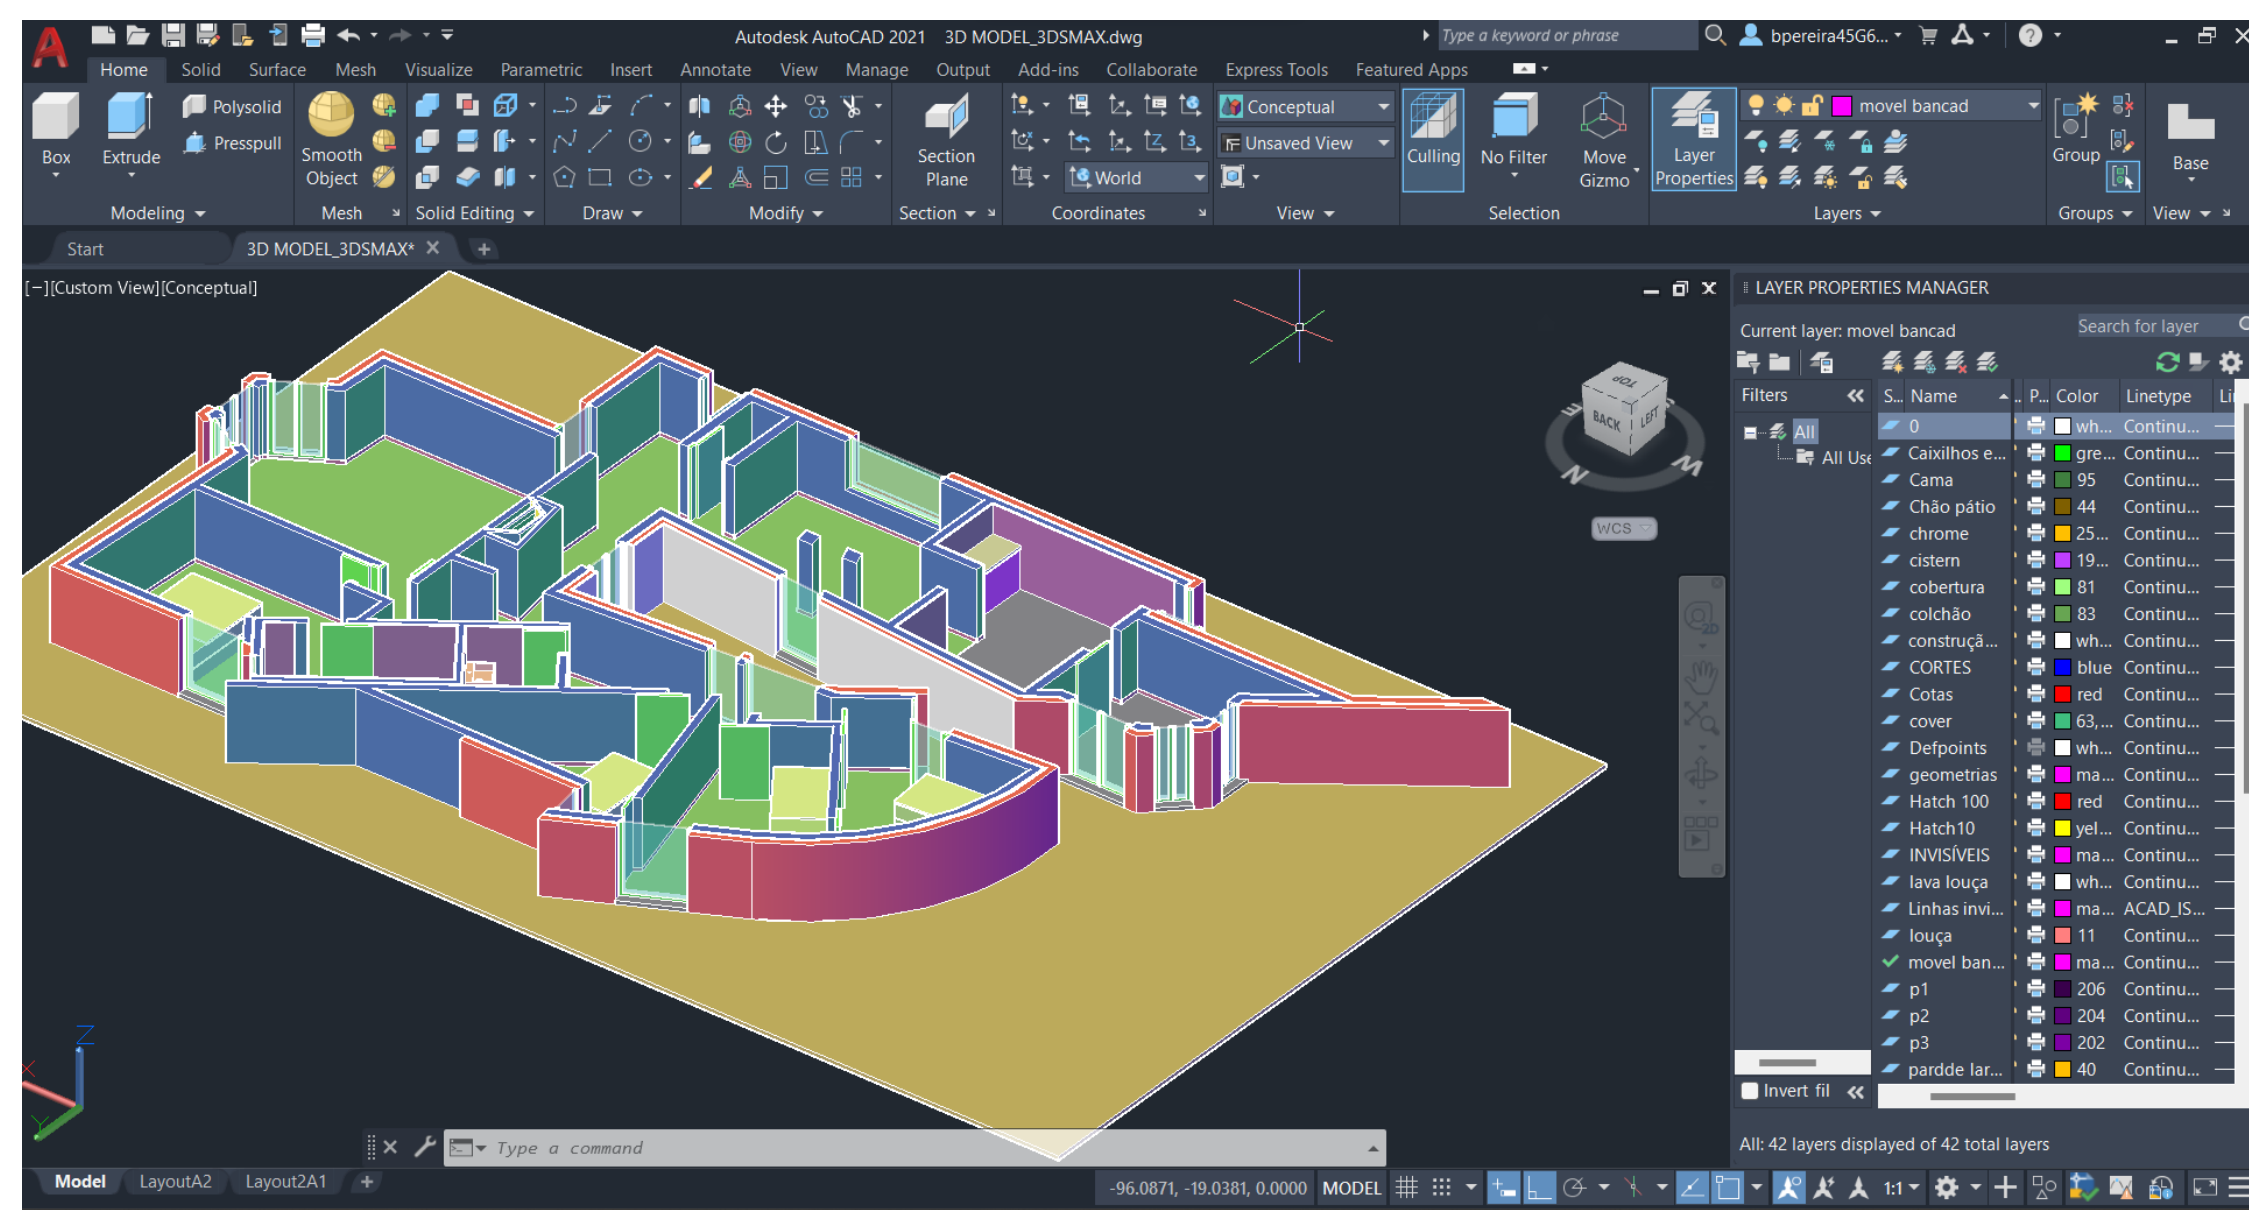 Autodesk AutoCAD 2021 3D MODEL_3DSMAX.dwg
Type a keyword or phrase
bpereira45G6...
Home Solid Surface Mesh Visualize Parametric Insert Annotate View Manage Output Add-ins Collaborate Express Tools Featured Apps
Box
Extrude
Polysolid
Presspull
Smooth
Object
Section
Plane
World
Conceptual
Unsaved View
Culling
No Filter
Move
Gizmo
Layer
Properties
movel bancad
Group
Base
Modeling Mesh Solid Editing Draw Modify Section Coordinates View Selection Layers Groups View
Start 3D MODEL_3DSMAX*
[−][Custom View][Conceptual]
TOP
BACK
LEFT
N
M
WCS
2D
LAYER PROPERTIES MANAGER
Current layer: movel bancad
Search for layer
Filters
All
All Use
S... Name .. P... Color Linetype Li
0 wh... Continu...
Caixilhos e... gre... Continu...
Cama 95 Continu...
Chão pátio 44 Continu...
chrome 25... Continu...
cistern 19... Continu...
cobertura 81 Continu...
colchão 83 Continu...
construçã... wh... Continu...
CORTES blue Continu...
Cotas red Continu...
cover 63,... Continu...
Defpoints wh... Continu...
geometrias ma... Continu...
Hatch 100 red Continu...
Hatch10 yel... Continu...
INVISÍVEIS ma... Continu...
lava louça wh... Continu...
Linhas invi... ma... ACAD_IS...
louça 11 Continu...
movel ban... ma... Continu...
p1 206 Continu...
p2 204 Continu...
p3 202 Continu...
pardde lar... 40 Continu...
Invert fil
All: 42 layers displayed of 42 total layers
Z
X
Y
Type a command
Model LayoutA2 Layout2A1
-96.0871, -19.0381, 0.0000 MODEL 1:1